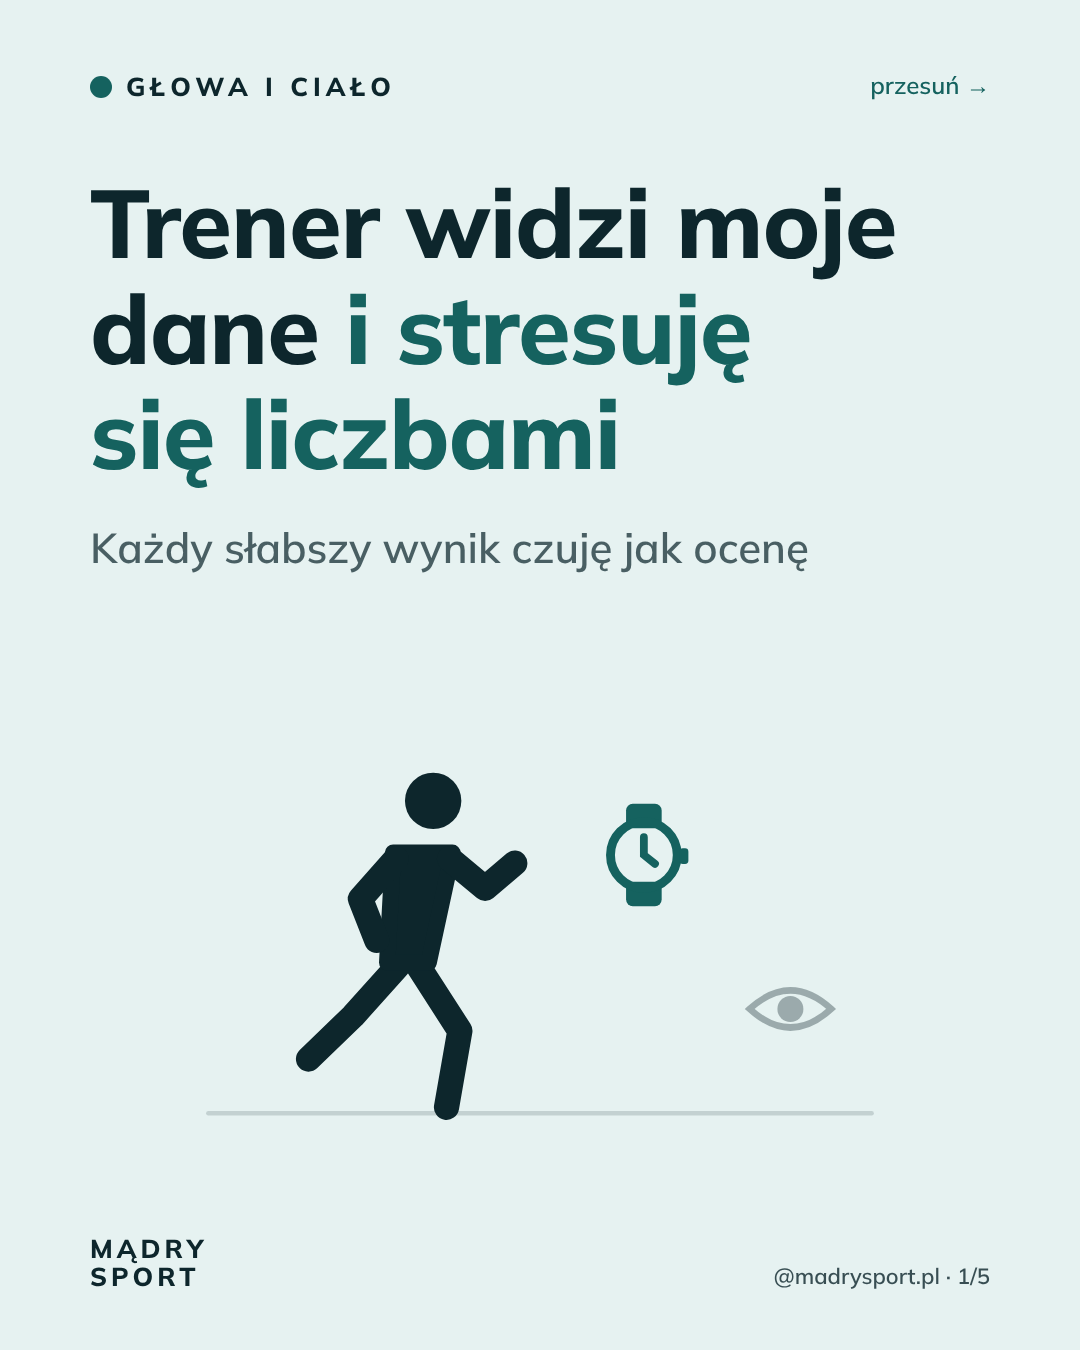 GŁOWA I CIAŁO
przesuń →
Trener widzi moje
dane i stresuję
się liczbami
Każdy słabszy wynik czuję jak ocenę
MĄDRY
SPORT
@madrysport.pl · 1/5